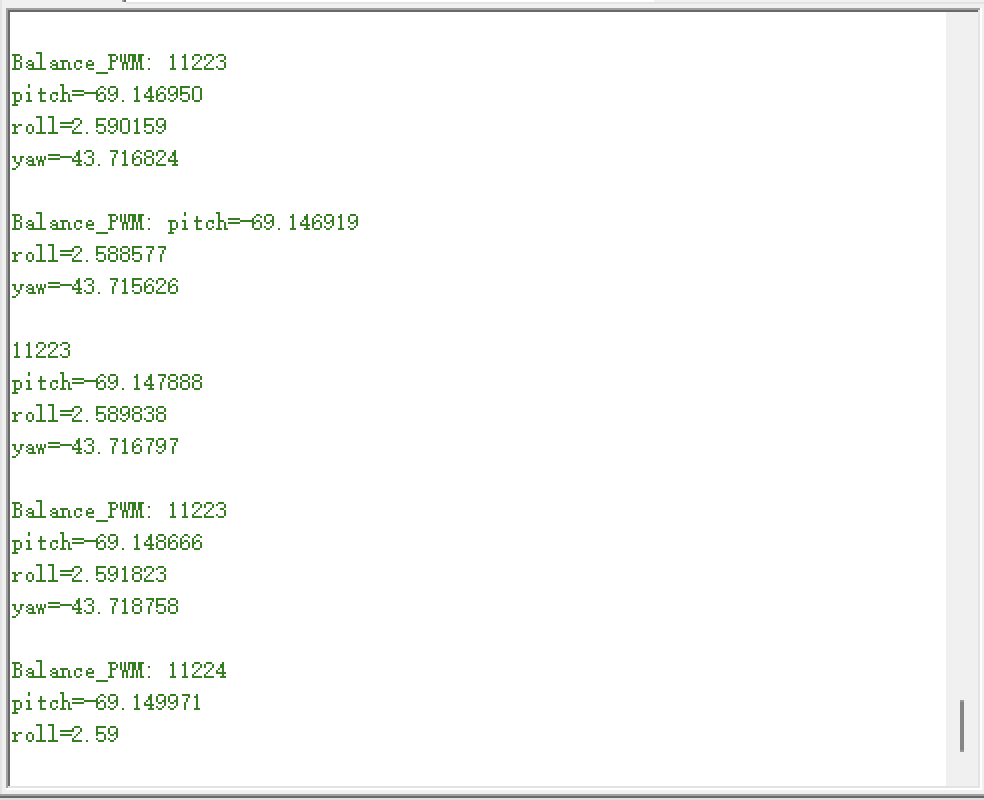 Balance_PWM: 11223
pitch=-69.146950
roll=2.590159
yaw=-43.716824
Balance_PWM: pitch=-69.146919
roll=2.588577
yaw=-43.715626
11223
pitch=-69.147888
roll=2.589838
yaw=-43.716797
Balance_PWM: 11223
pitch=-69.148666
roll=2.591823
yaw=-43.718758
Balance_PWM: 11224
pitch=-69.149971
roll=2.59